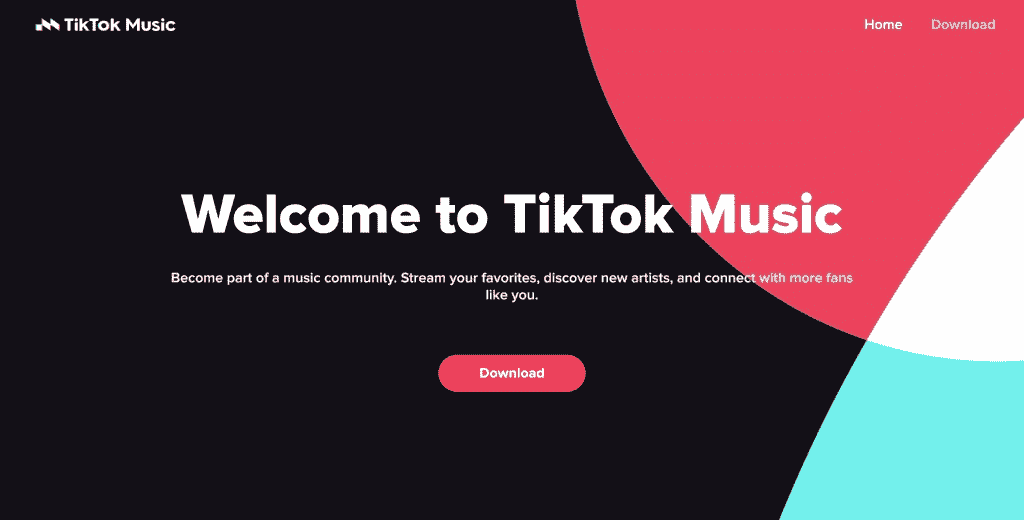 TikTok Music
Home
Download
Welcome to TikTok Music
Become part of a music community. Stream your favorites, discover new artists, and connect with more fans
like you.
Download